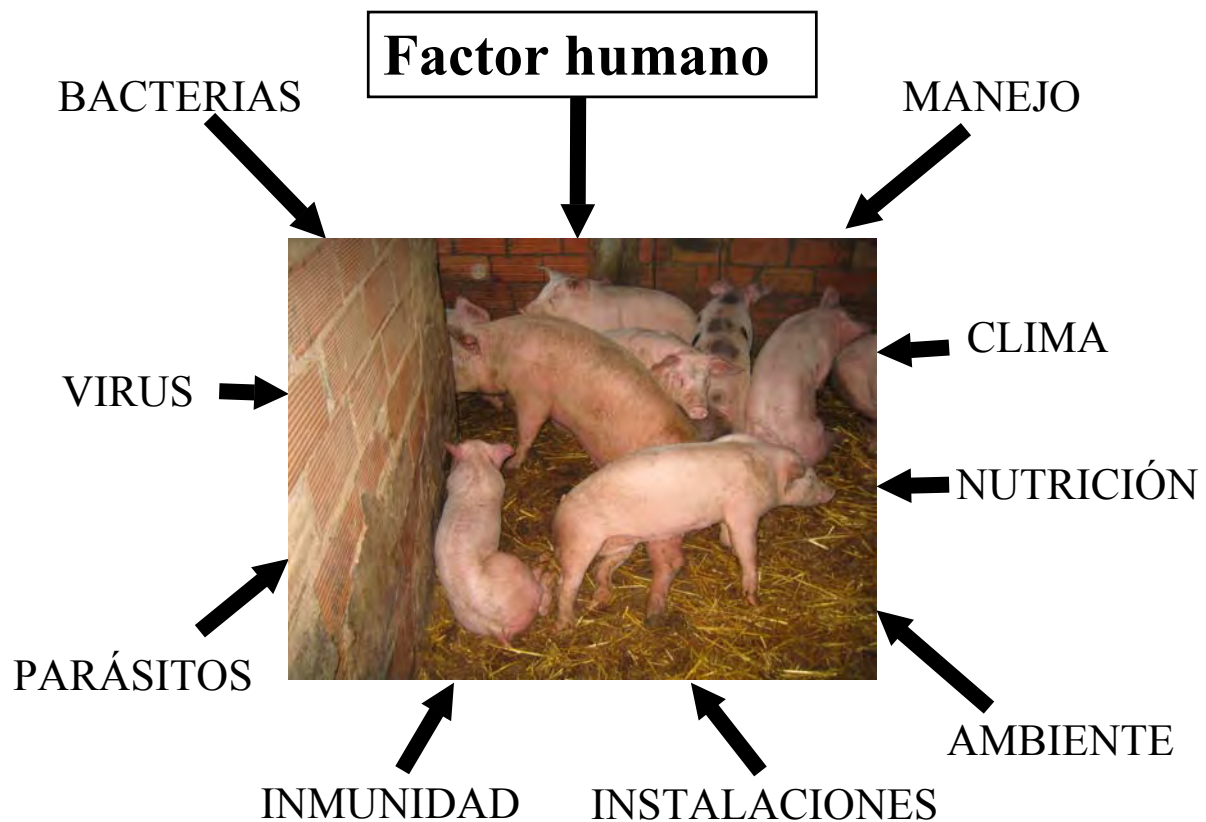 Factor humano
BACTERIAS
MANEJO
CLIMA
VIRUS
NUTRICIÓN
PARÁSITOS
AMBIENTE
INMUNIDAD
INSTALACIONES